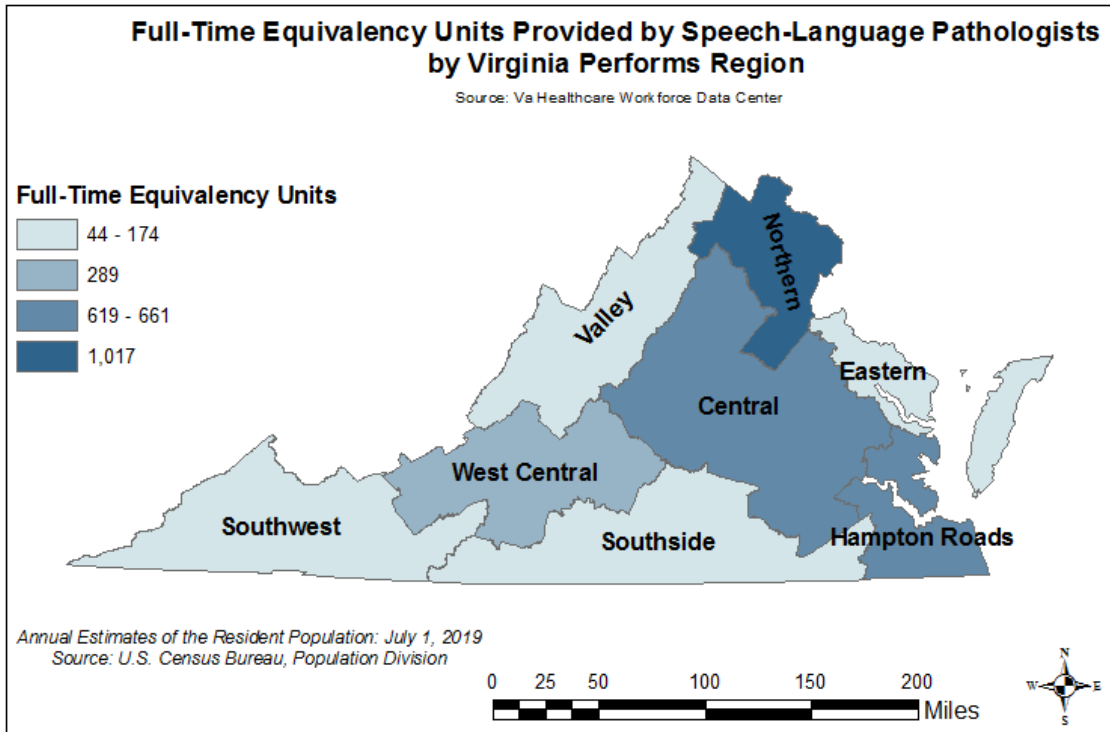 Full-Time Equivalency Units Provided by Speech-Language Pathologists
by Virginia Performs Region
Source: Va Healthcare Workforce Data Center
Full-Time Equivalency Units
44 - 174
289
619 - 661
1,017
Northern
Valley
Eastern
Central
West Central
Southwest
Southside
Hampton Roads
Annual Estimates of the Resident Population: July 1, 2019
Source: U.S. Census Bureau, Population Division
0 25 50 100 150 200
Miles
N
W E
S